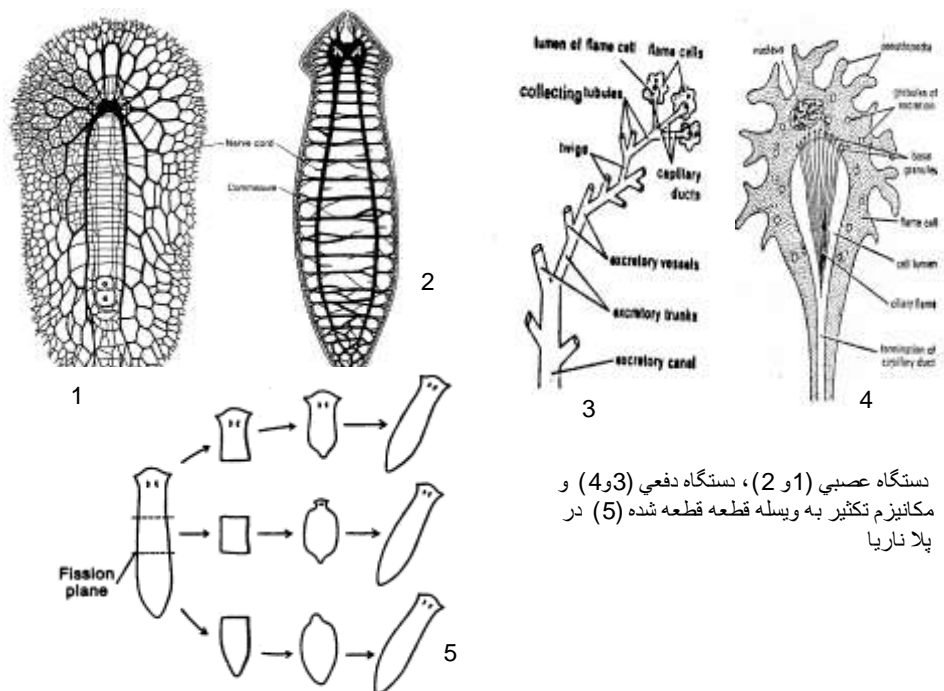 Nerve cord
Commissure
1
2
lumen of flame cell
flame cells
collecting tubules
twigs
capillary
ducts
excretory vessels
excretory trunks
excretory canal
3
nucleus
pseudopodia
globules of
excretion
basal
granules
flame cell
cell lumen
ciliary flame
termination of
capillary duct
4
Fission
plane
5
دستگاه عصبي (1و 2) ، دستگاه دفعي (3و4) و
مكانيزم تكثير به ويسله قطعه قطعه شده (5) در
پلا ناريا